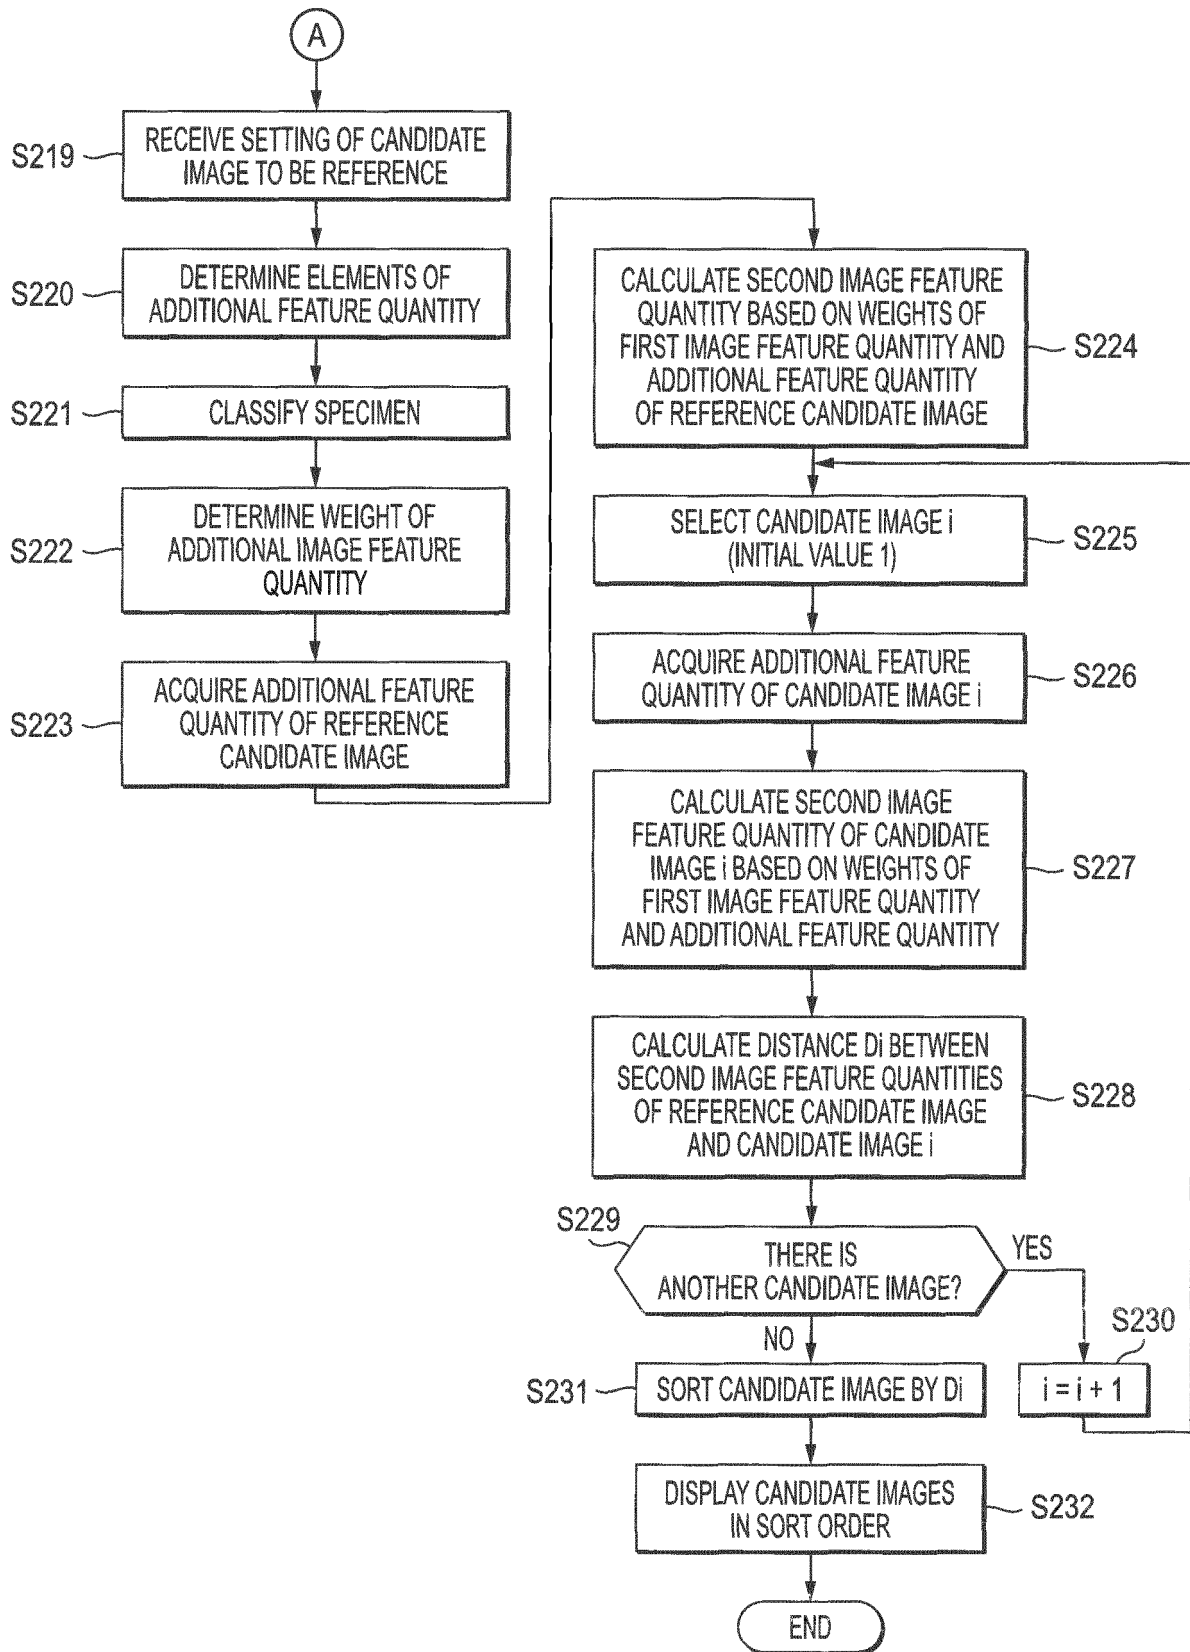 A
S219
RECEIVE SETTING OF CANDIDATE
IMAGE TO BE REFERENCE
S220
DETERMINE ELEMENTS OF
ADDITIONAL FEATURE QUANTITY
S221
CLASSIFY SPECIMEN
S222
DETERMINE WEIGHT OF
ADDITIONAL IMAGE FEATURE
QUANTITY
S223
ACQUIRE ADDITIONAL FEATURE
QUANTITY OF REFERENCE
CANDIDATE IMAGE
CALCULATE SECOND IMAGE FEATURE
QUANTITY BASED ON WEIGHTS OF
FIRST IMAGE FEATURE QUANTITY AND
ADDITIONAL FEATURE QUANTITY
OF REFERENCE CANDIDATE IMAGE
S224
SELECT CANDIDATE IMAGE i
(INITIAL VALUE 1)
S225
ACQUIRE ADDITIONAL FEATURE
QUANTITY OF CANDIDATE IMAGE i
S226
CALCULATE SECOND IMAGE
FEATURE QUANTITY OF CANDIDATE
IMAGE i BASED ON WEIGHTS OF
FIRST IMAGE FEATURE QUANTITY
AND ADDITIONAL FEATURE QUANTITY
S227
CALCULATE DISTANCE Di BETWEEN
SECOND IMAGE FEATURE QUANTITIES
OF REFERENCE CANDIDATE IMAGE
AND CANDIDATE IMAGE i
S228
S229
THERE IS
ANOTHER CANDIDATE IMAGE?
YES
NO
S230
i = i + 1
S231
SORT CANDIDATE IMAGE BY Di
DISPLAY CANDIDATE IMAGES
IN SORT ORDER
S232
END